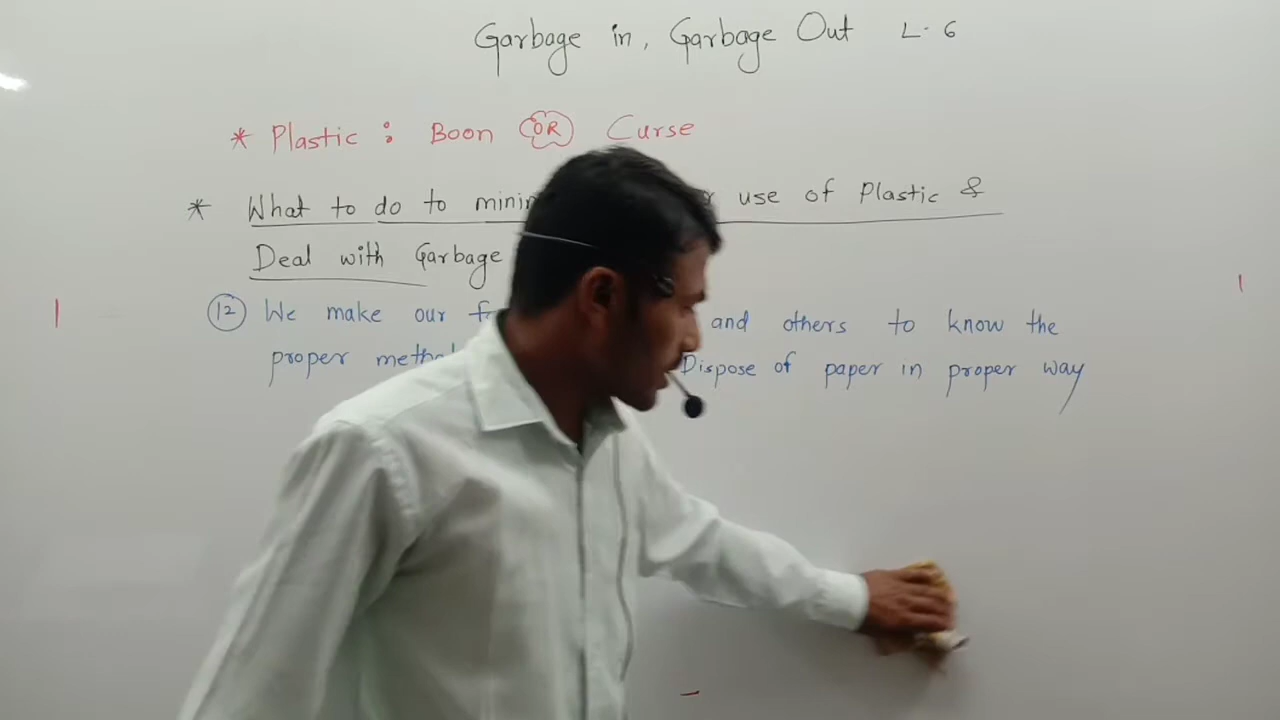 Garbage in, Garbage Out L. 6
* Plastic : Boon OR Curse
* What to do to use of Plastic &
Deal with Garbage
12 We make our and others to know the
proper Dispose of paper in proper way